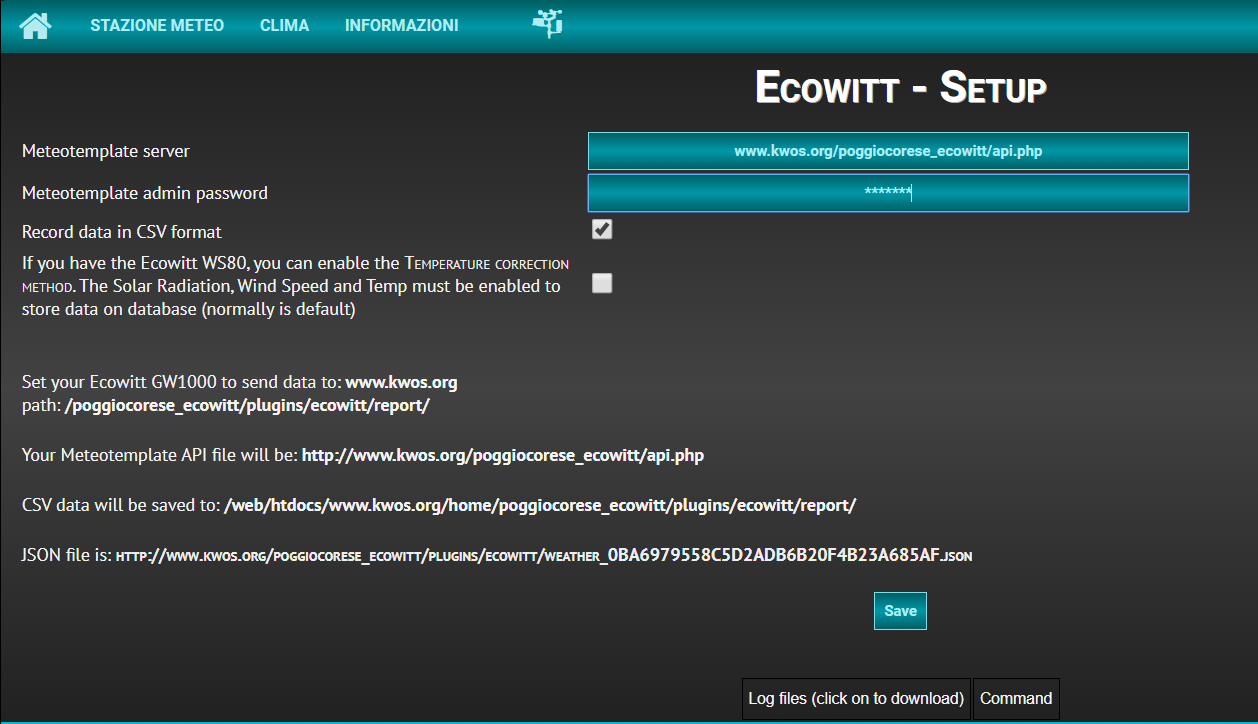 STAZIONE METEO CLIMA INFORMAZIONI
Ecowitt - Setup
Meteotemplate server www.kwos.org/poggiocorese_ecowitt/api.php
Meteotemplate admin password *******
Record data in CSV format
If you have the Ecowitt WS80, you can enable the Temperature correction
method. The Solar Radiation, Wind Speed and Temp must be enabled to
store data on database (normally is default)
Set your Ecowitt GW1000 to send data to: www.kwos.org
path: /poggiocorese_ecowitt/plugins/ecowitt/report/
Your Meteotemplate API file will be: http://www.kwos.org/poggiocorese_ecowitt/api.php
CSV data will be saved to: /web/htdocs/www.kwos.org/home/poggiocorese_ecowitt/plugins/ecowitt/report/
JSON file is: http://www.kwos.org/poggiocorese_ecowitt/plugins/ecowitt/weather_0BA6979558C5D2ADB6B20F4B23A685AF.json
Save
Log files (click on to download) Command